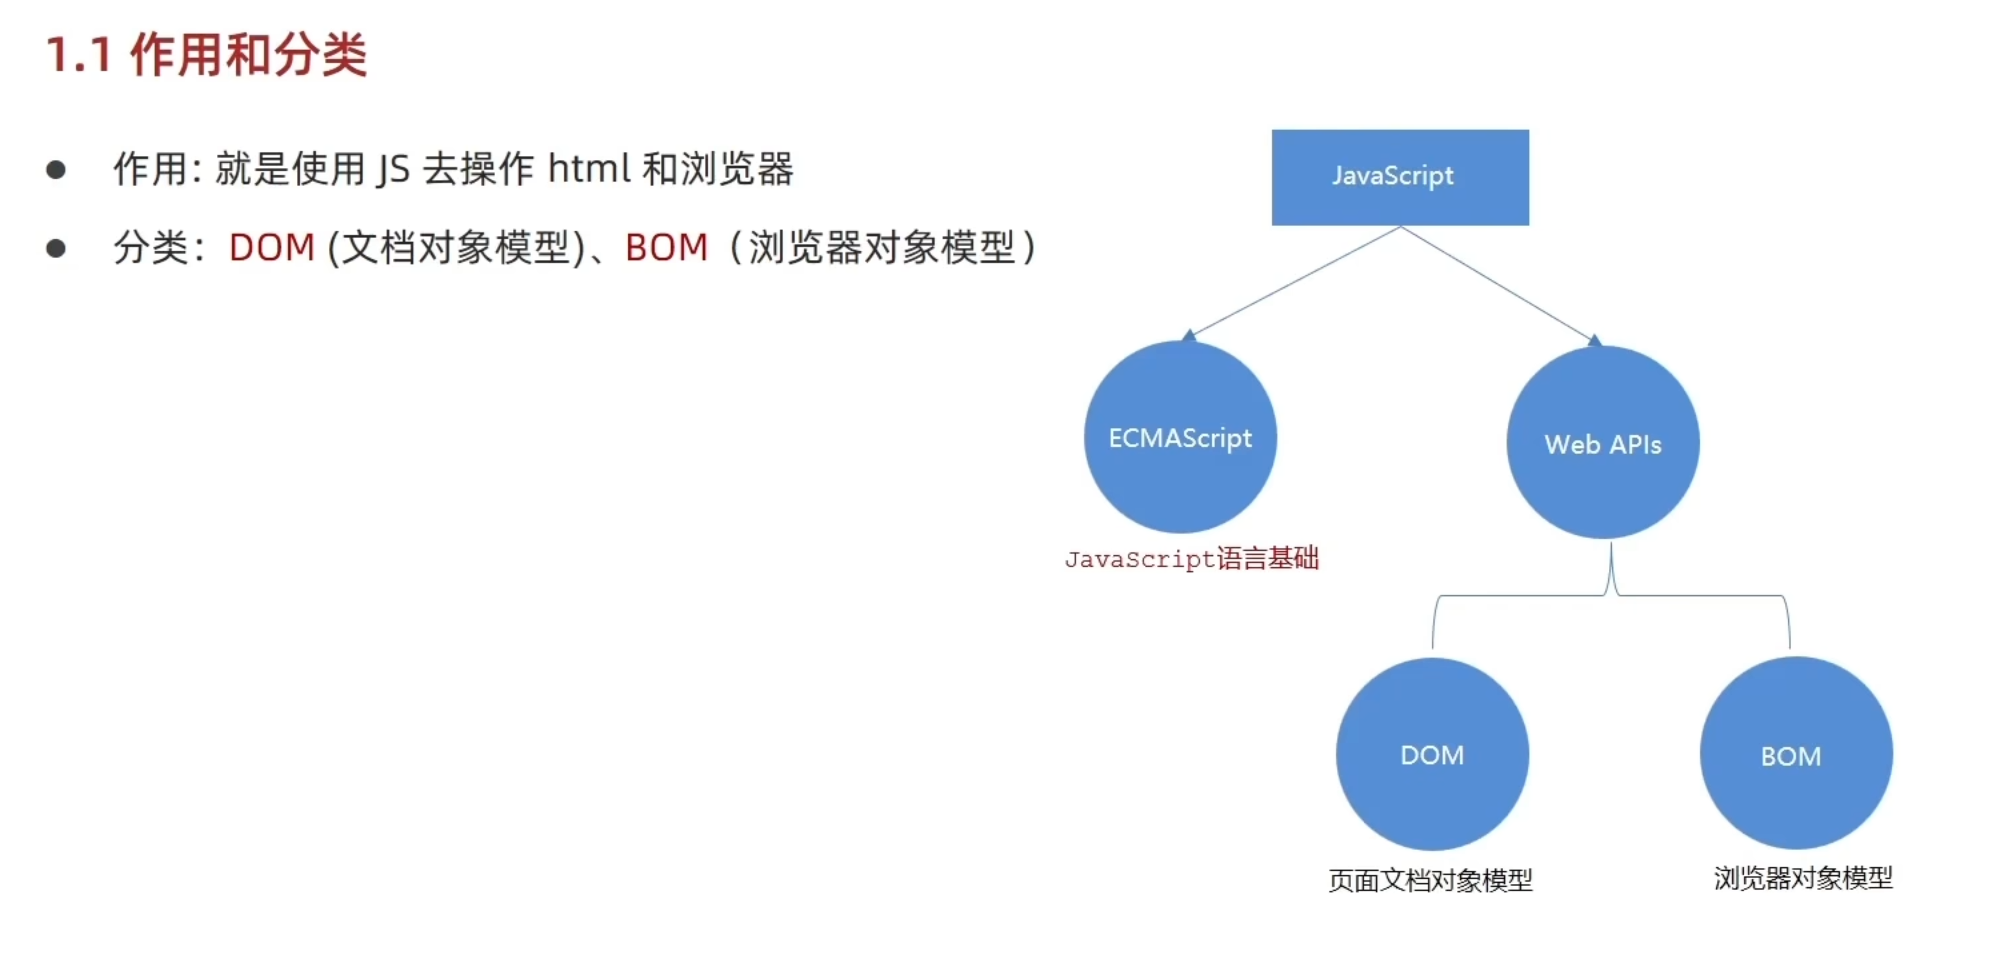 1.1 作用和分类
● 作用: 就是使用 JS 去操作 html 和浏览器
● 分类：DOM (文档对象模型)、BOM（浏览器对象模型）
JavaScript
ECMAScript
Web APIs
JavaScript语言基础
DOM
BOM
页面文档对象模型
浏览器对象模型